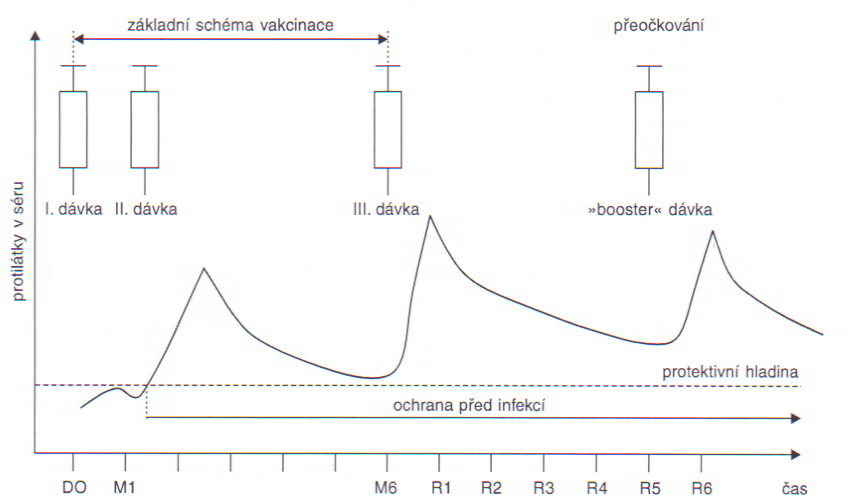 základní schéma vakcinace
přeočkování
protilátky v séru
I. dávka
II. dávka
III. dávka
»booster« dávka
protektivní hladina
ochrana před infekcí
DO
M1
M6
R1
R2
R3
R4
R5
R6
čas